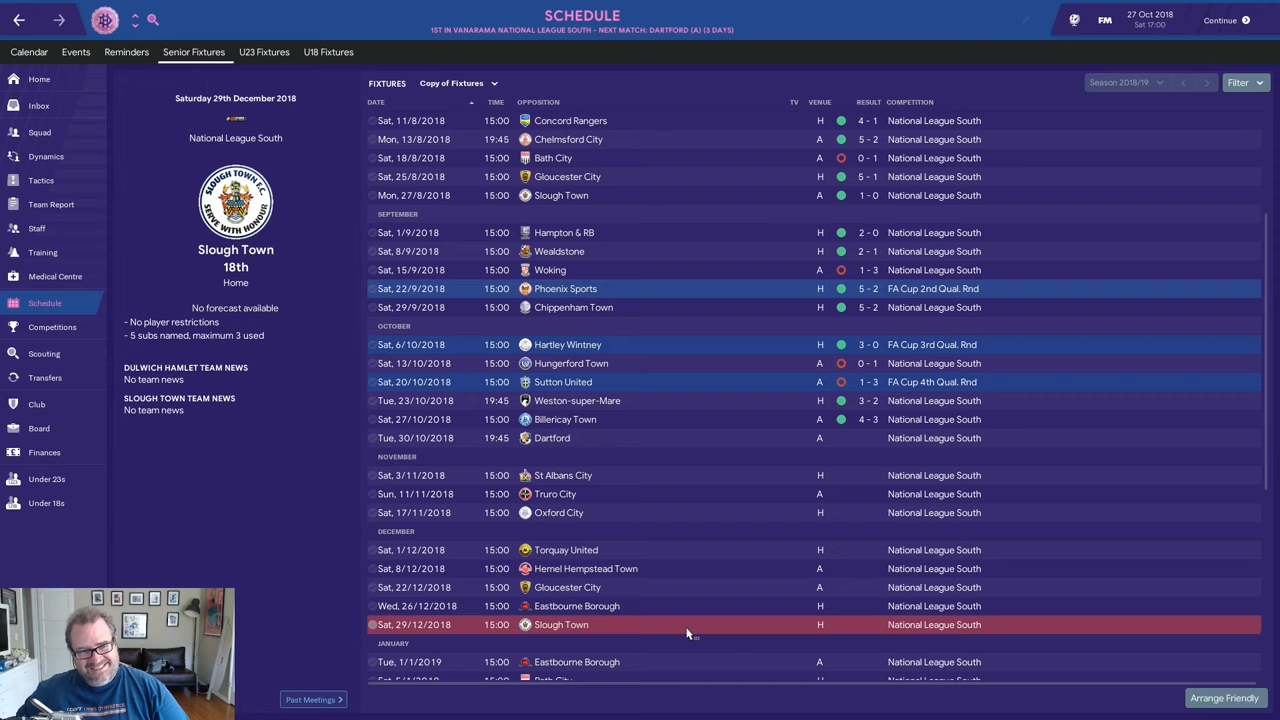 SCHEDULE
1ST IN VANARAMA NATIONAL LEAGUE SOUTH - NEXT MATCH: DARTFORD (A) (3 DAYS)
FM
27 Oct 2018
Sat 17:00
Continue
Calendar Events Reminders Senior Fixtures U23 Fixtures U18 Fixtures
Home
Inbox
Squad
Dynamics
Tactics
Team Report
Staff
Training
Medical Centre
Schedule
Competitions
Scouting
Transfers
Club
Board
Finances
Under 23s
Under 18s
Saturday 29th December 2018
National League South
SLOUGH TOWN F.C.
SERVE WITH HONOUR
Slough Town
18th
Home
No forecast available
- No player restrictions
- 5 subs named, maximum 3 used
DULWICH HAMLET TEAM NEWS
No team news
SLOUGH TOWN TEAM NEWS
No team news
Past Meetings
FIXTURES Copy of Fixtures Season 2018/19 Filter
DATE TIME OPPOSITION TV VENUE RESULT COMPETITION
Sat, 11/8/2018 15:00 Concord Rangers H 4 - 1 National League South
Mon, 13/8/2018 19:45 Chelmsford City A 5 - 2 National League South
Sat, 18/8/2018 15:00 Bath City A 0 - 1 National League South
Sat, 25/8/2018 15:00 Gloucester City H 5 - 1 National League South
Mon, 27/8/2018 15:00 Slough Town A 1 - 0 National League South
SEPTEMBER
Sat, 1/9/2018 15:00 Hampton & RB H 2 - 0 National League South
Sat, 8/9/2018 15:00 Wealdstone H 2 - 1 National League South
Sat, 15/9/2018 15:00 Woking A 1 - 3 National League South
Sat, 22/9/2018 15:00 Phoenix Sports H 5 - 2 FA Cup 2nd Qual. Rnd
Sat, 29/9/2018 15:00 Chippenham Town H 5 - 2 National League South
OCTOBER
Sat, 6/10/2018 15:00 Hartley Wintney H 3 - 0 FA Cup 3rd Qual. Rnd
Sat, 13/10/2018 15:00 Hungerford Town A 0 - 1 National League South
Sat, 20/10/2018 15:00 Sutton United A 1 - 3 FA Cup 4th Qual. Rnd
Tue, 23/10/2018 19:45 Weston-super-Mare H 3 - 2 National League South
Sat, 27/10/2018 15:00 Billericay Town A 4 - 3 National League South
Tue, 30/10/2018 19:45 Dartford A National League South
NOVEMBER
Sat, 3/11/2018 15:00 St Albans City H National League South
Sun, 11/11/2018 15:00 Truro City A National League South
Sat, 17/11/2018 15:00 Oxford City H National League South
DECEMBER
Sat, 1/12/2018 15:00 Torquay United H National League South
Sat, 8/12/2018 15:00 Hemel Hempstead Town A National League South
Sat, 22/12/2018 15:00 Gloucester City A National League South
Wed, 26/12/2018 15:00 Eastbourne Borough H National League South
Sat, 29/12/2018 15:00 Slough Town H National League South
JANUARY
Tue, 1/1/2019 15:00 Eastbourne Borough A National League South
Sat, 5/1/2019 15:00 Bath City H National League South
Arrange Friendly